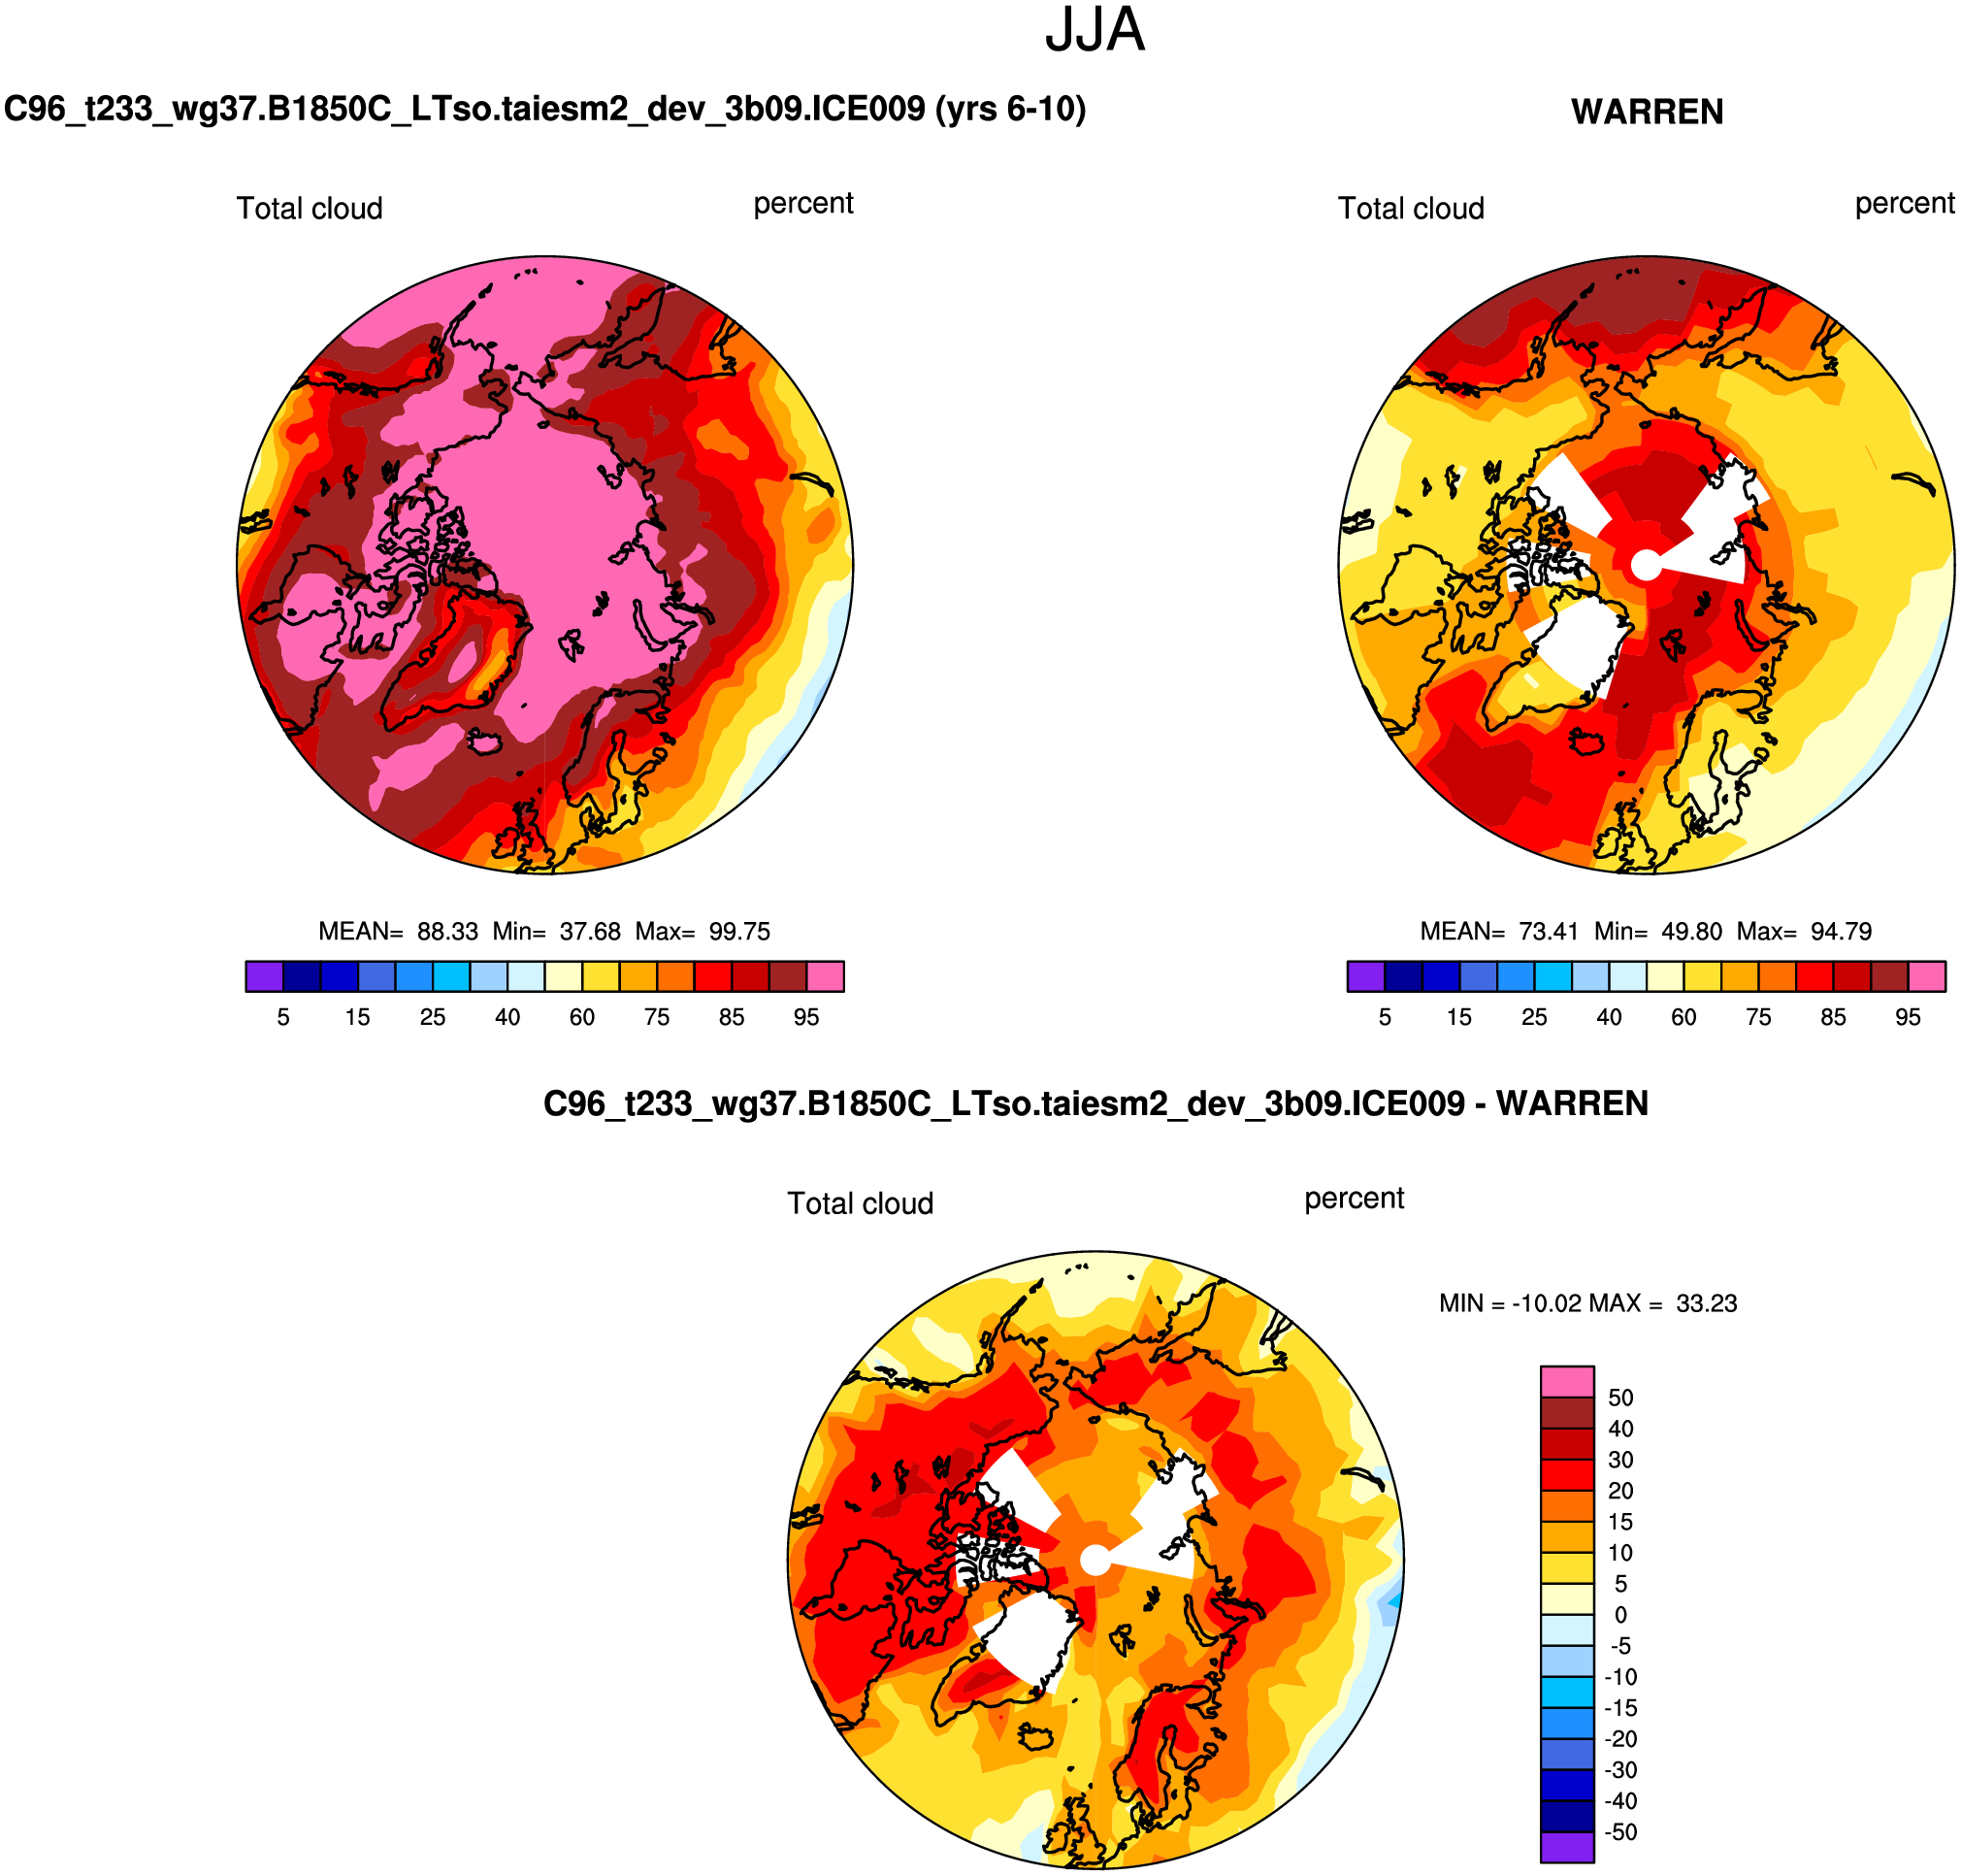 JJA
C96_t233_wg37.B1850C_LTso.taiesm2_dev_3b09.ICE009 (yrs 6-10)
WARREN
Total cloud percent
Total cloud percent
MEAN= 88.33 Min= 37.68 Max= 99.75
5 15 25 40 60 75 85 95
MEAN= 73.41 Min= 49.80 Max= 94.79
5 15 25 40 60 75 85 95
C96_t233_wg37.B1850C_LTso.taiesm2_dev_3b09.ICE009 - WARREN
Total cloud percent
MIN = -10.02 MAX = 33.23
50
40
30
20
15
10
5
0
-5
-10
-15
-20
-30
-40
-50